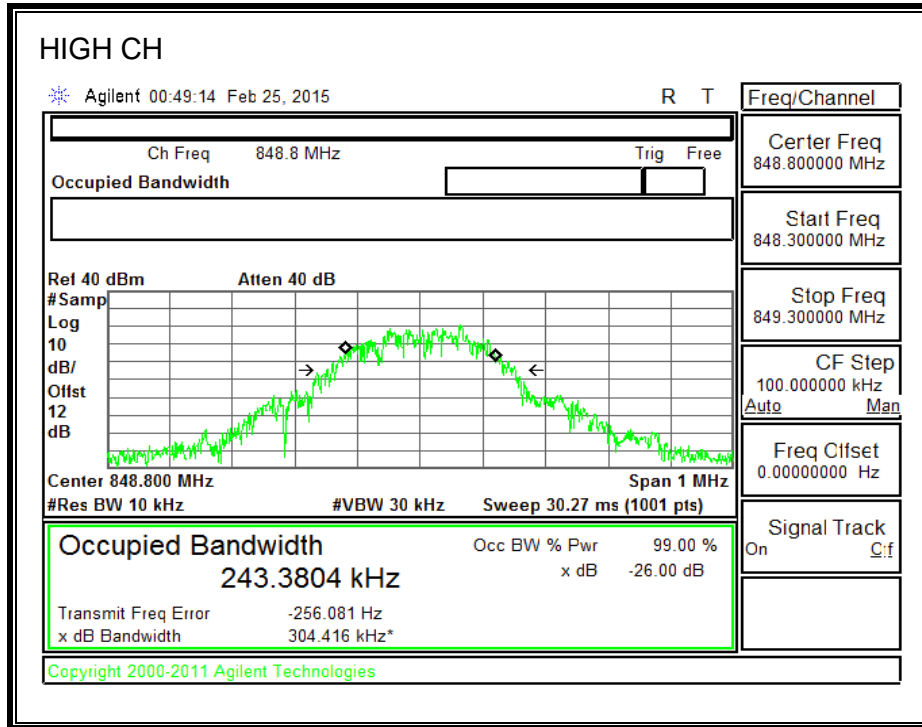 HIGH CH
Agilent 00:49:14 Feb 25, 2015 R T
Freq/Channel
Ch Freq 848.8 MHz Trig Free
Occupied Bandwidth
Center Freq
848.800000 MHz
Start Freq
848.300000 MHz
Stop Freq
849.300000 MHz
CF Step
100.000000 kHz
Auto Man
Freq Offset
0.00000000 Hz
Signal Track
On Off
Ref 40 dBm Atten 40 dB
#Samp
Log
10
dB/
Offst
12
dB
Center 848.800 MHz Span 1 MHz
#Res BW 10 kHz #VBW 30 kHz Sweep 30.27 ms (1001 pts)
Occupied Bandwidth Occ BW % Pwr 99.00 %
243.3804 kHz x dB -26.00 dB
Transmit Freq Error -256.081 Hz
x dB Bandwidth 304.416 kHz*
Copyright 2000-2011 Agilent Technologies